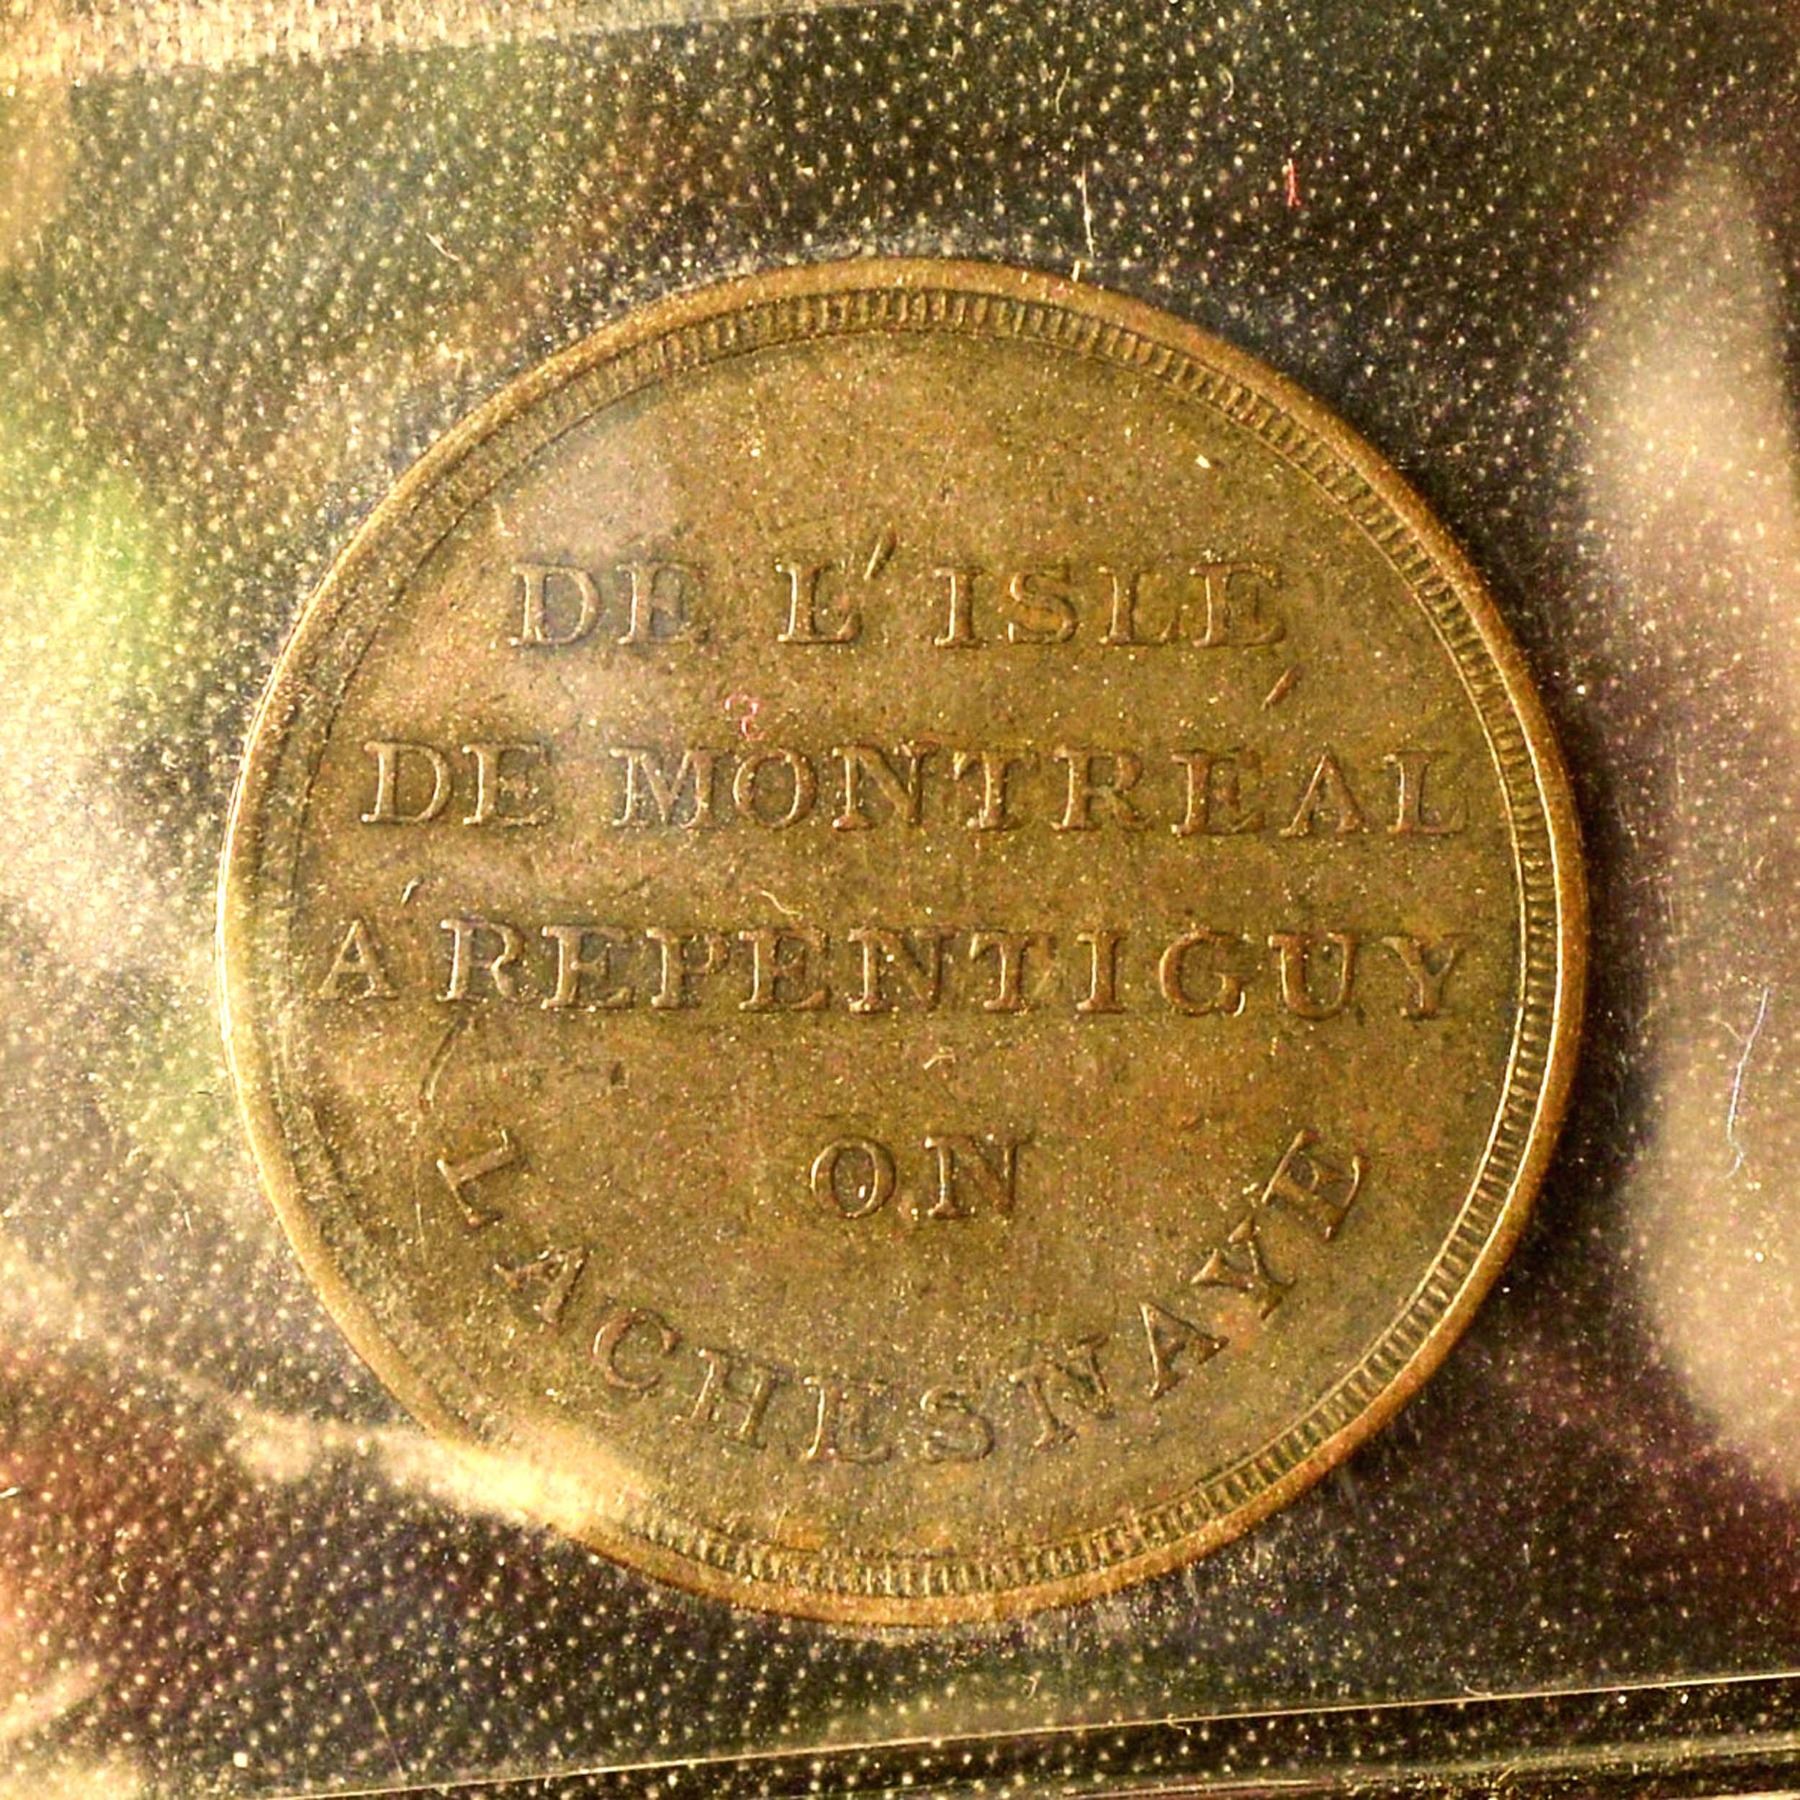 DE L'ISLE
DE MONTRÉAL
À REPENTIGUY
ON
LACHESNAYE